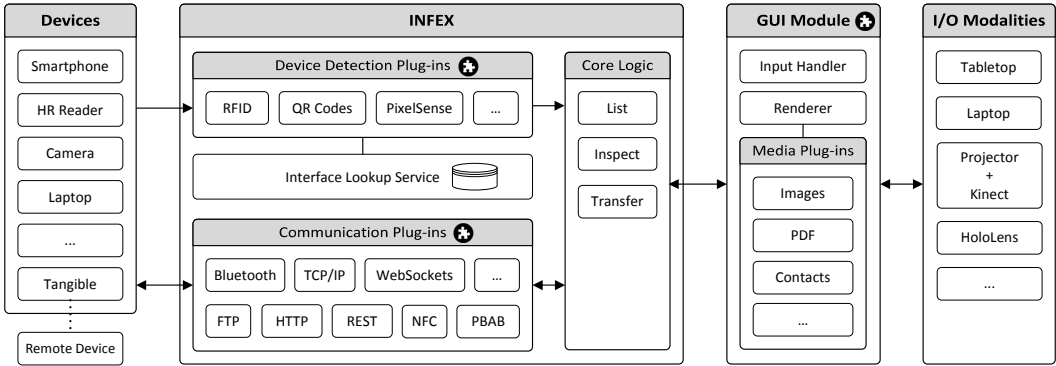 Devices
Smartphone
HR Reader
Camera
Laptop
...
Tangible
Remote Device
INFEX
Device Detection Plug-ins
RFID
QR Codes
PixelSense
...
Interface Lookup Service
Communication Plug-ins
Bluetooth
TCP/IP
WebSockets
...
FTP
HTTP
REST
NFC
PBAB
Core Logic
List
Inspect
Transfer
GUI Module
Input Handler
Renderer
Media Plug-ins
Images
PDF
Contacts
...
I/O Modalities
Tabletop
Laptop
Projector
+
Kinect
HoloLens
...